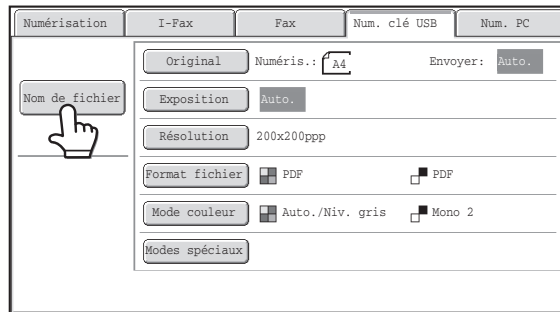 Numérisation I-Fax Fax Num. clé USB Num. PC
Original Numéris.: A4 Envoyer: Auto.
Nom de fichier Exposition Auto.
Résolution 200x200ppp
Format fichier PDF PDF
Mode couleur Auto./Niv. gris Mono 2
Modes spéciaux